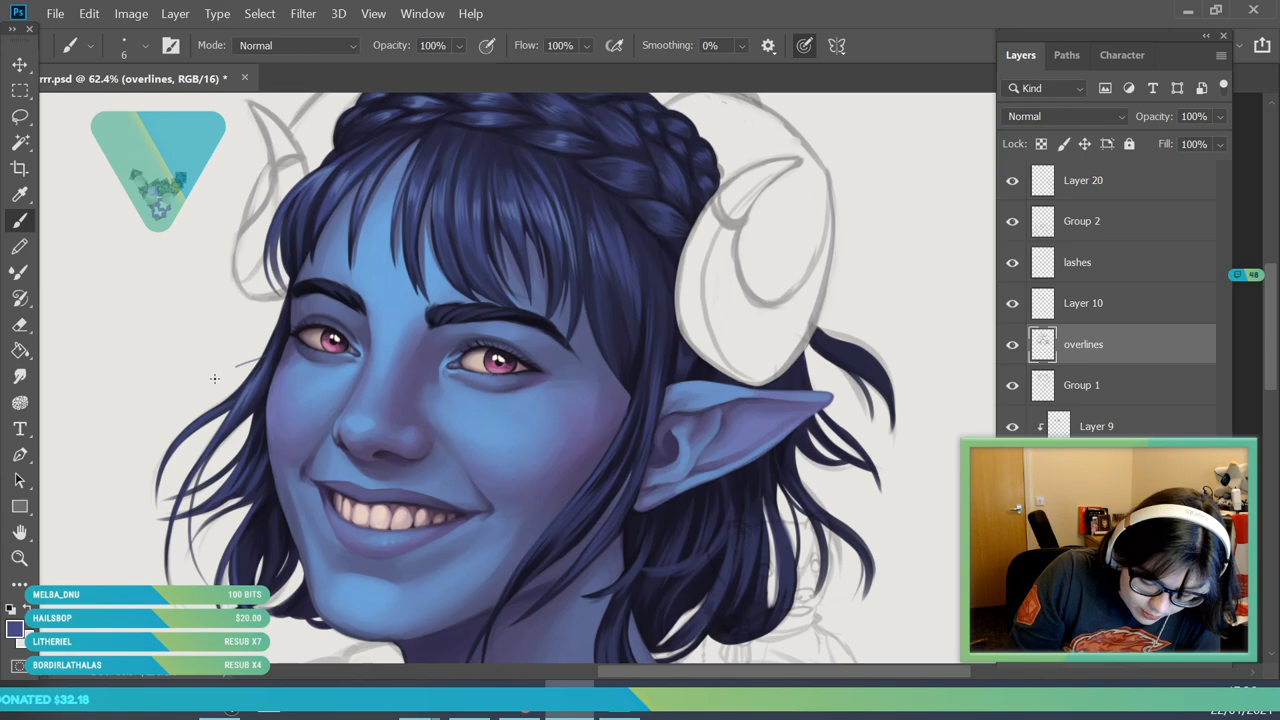 Ps File Edit Image Layer Type Select Filter 3D View Window Help
6 Mode: Normal Opacity: 100% Flow: 100% Smoothing: 0%
rrr.psd @ 62.4% (overlines, RGB/16) *
Layers Paths Character
Kind
Normal Opacity: 100%
Lock: Fill: 100%
Layer 20
Group 2
lashes
48
Layer 10
overlines
Group 1
Layer 9
MELBA_DNU 100 BITS
HAILSBOP $20.00
LITHERIEL RESUB X7
BORDIRLATHALAS RESUB X4
DONATED $32.18